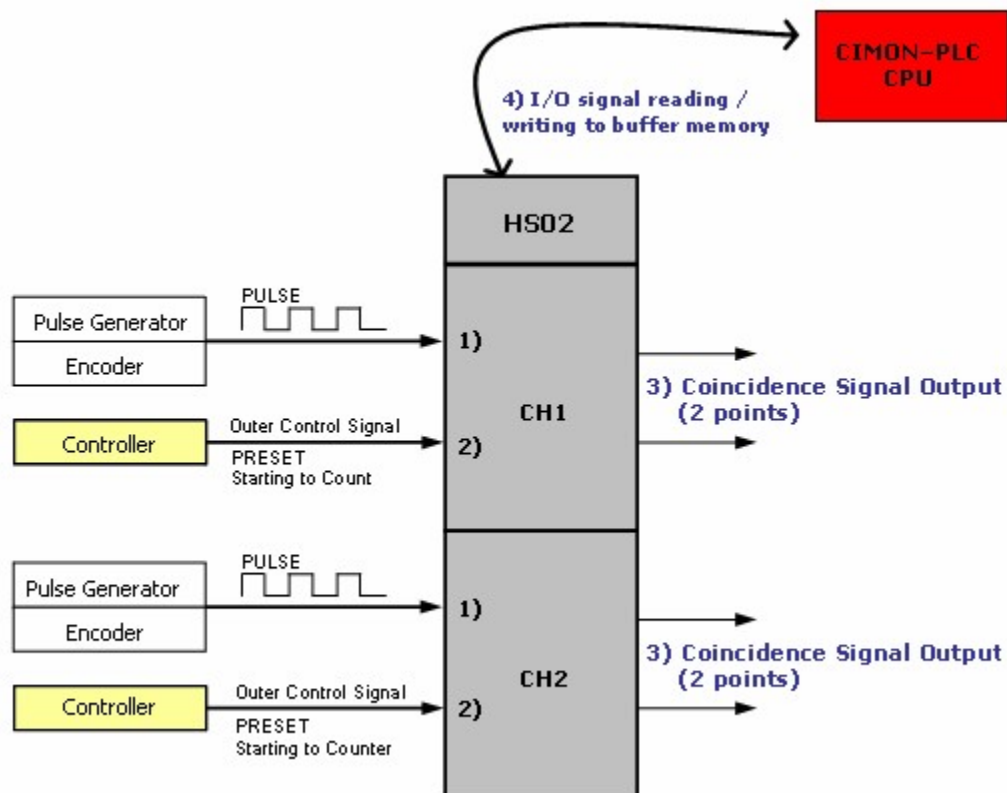 CIMON-PLC
CPU
4) I/O signal reading /
writing to buffer memory
HS02
PULSE
Pulse Generator
Encoder
1)
3) Coincidence Signal Output
(2 points)
CH1
Controller
Outer Control Signal
2)
PRESET
Starting to Count
PULSE
Pulse Generator
Encoder
1)
3) Coincidence Signal Output
(2 points)
CH2
Controller
Outer Control Signal
2)
PRESET
Starting to Counter